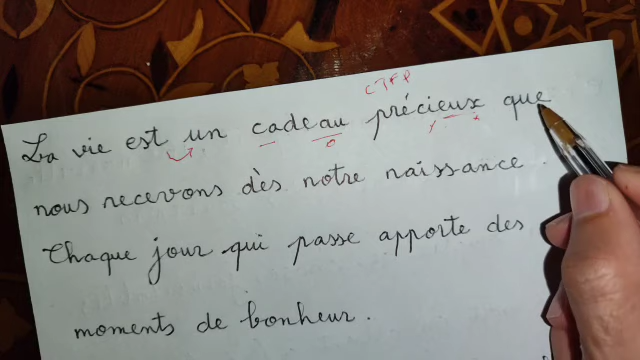 La vie est un cadeau précieux que
nous recevons dès notre naissance.
Chaque jour qui passe apporte des
moments de bonheur.